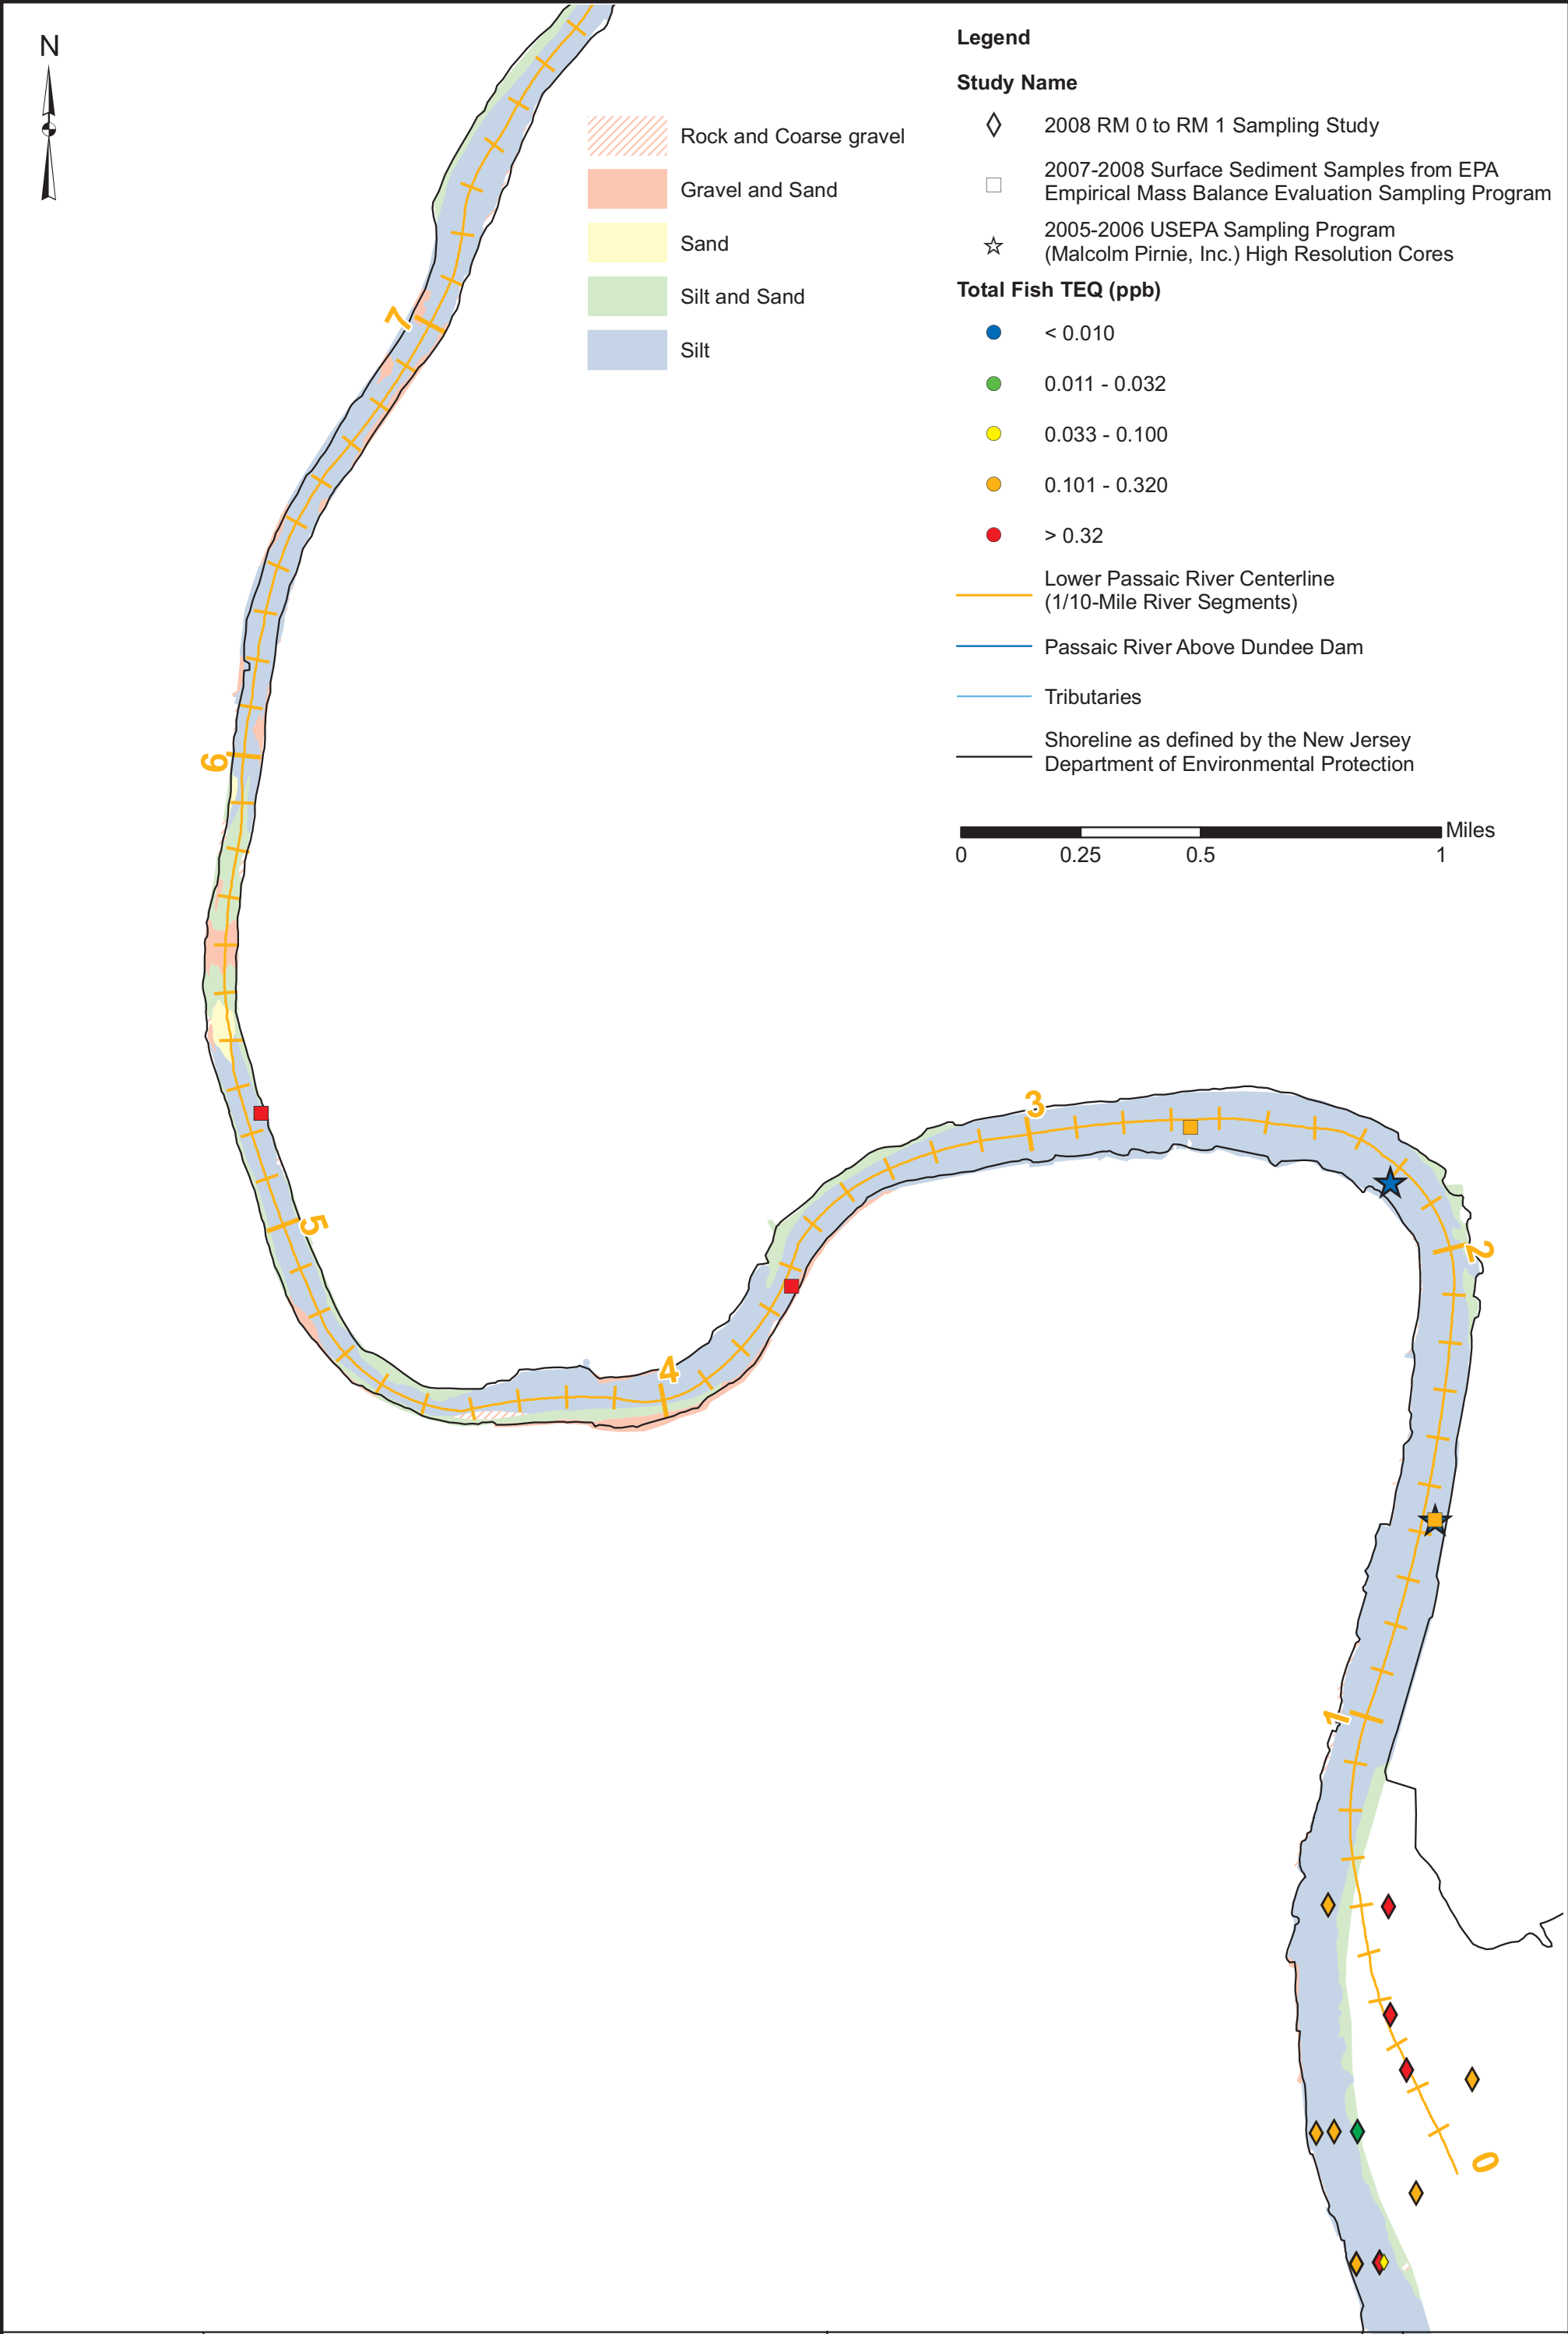 N
Legend
Study Name
2008 RM 0 to RM 1 Sampling Study
2007-2008 Surface Sediment Samples from EPA
Empirical Mass Balance Evaluation Sampling Program
2005-2006 USEPA Sampling Program
(Malcolm Pirnie, Inc.) High Resolution Cores
Total Fish TEQ (ppb)
< 0.010
0.011 - 0.032
0.033 - 0.100
0.101 - 0.320
> 0.32
Lower Passaic River Centerline
(1/10-Mile River Segments)
Passaic River Above Dundee Dam
Tributaries
Shoreline as defined by the New Jersey
Department of Environmental Protection
Miles
0 0.25 0.5 1
Rock and Coarse gravel
Gravel and Sand
Sand
Silt and Sand
Silt
7
6
5
4
3
2
1
0